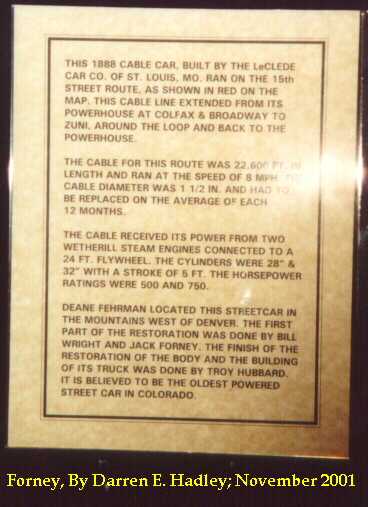 THIS 1888 CABLE CAR, BUILT BY THE LeCLEDE
CAR CO. OF ST. LOUIS, MO. RAN ON THE 15th
STREET ROUTE, AS SHOWN IN RED ON THE
MAP. THIS CABLE LINE EXTENDED FROM ITS
POWERHOUSE AT COLFAX & BROADWAY TO
ZUNI, AROUND THE LOOP AND BACK TO THE
POWERHOUSE.
THE CABLE FOR THIS ROUTE WAS 22,600 FT. IN
LENGTH AND RAN AT THE SPEED OF 8 MPH.
CABLE DIAMETER WAS 1 1/2 IN. AND HAD TO
BE REPLACED ON THE AVERAGE OF EACH
12 MONTHS.
THE CABLE RECEIVED ITS POWER FROM TWO
WETHERILL STEAM ENGINES CONNECTED TO A
24 FT. FLYWHEEL. THE CYLINDERS WERE 28" &
32" WITH A STROKE OF 5 FT. THE HORSEPOWER
RATINGS WERE 500 AND 750.
DEANE FEHRMAN LOCATED THIS STREETCAR IN
THE MOUNTAINS WEST OF DENVER. THE FIRST
PART OF THE RESTORATION WAS DONE BY BILL
WRIGHT AND JACK FORNEY. THE FINISH OF THE
RESTORATION OF THE BODY AND THE BUILDING
OF ITS TRUCK WAS DONE BY TROY HUBBARD.
IT IS BELIEVED TO BE THE OLDEST POWERED
STREET CAR IN COLORADO.
Forney, By Darren E. Hadley; November 2001